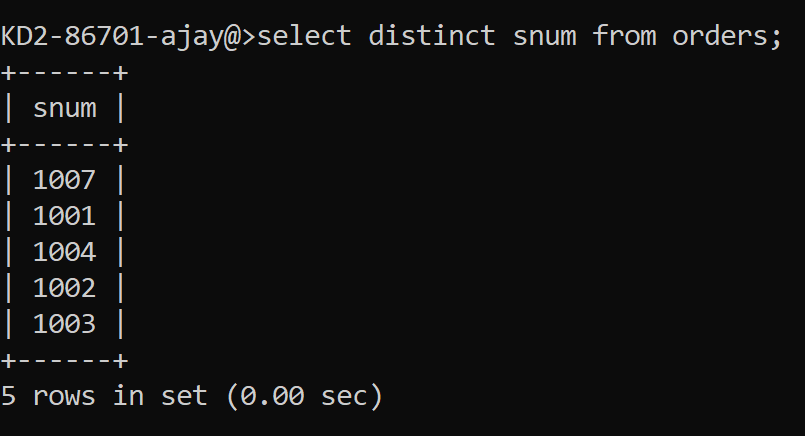 KD2-86701-ajay@>select distinct snum from orders;
+------+
| snum |
+------+
| 1007 |
| 1001 |
| 1004 |
| 1002 |
| 1003 |
+------+
5 rows in set (0.00 sec)